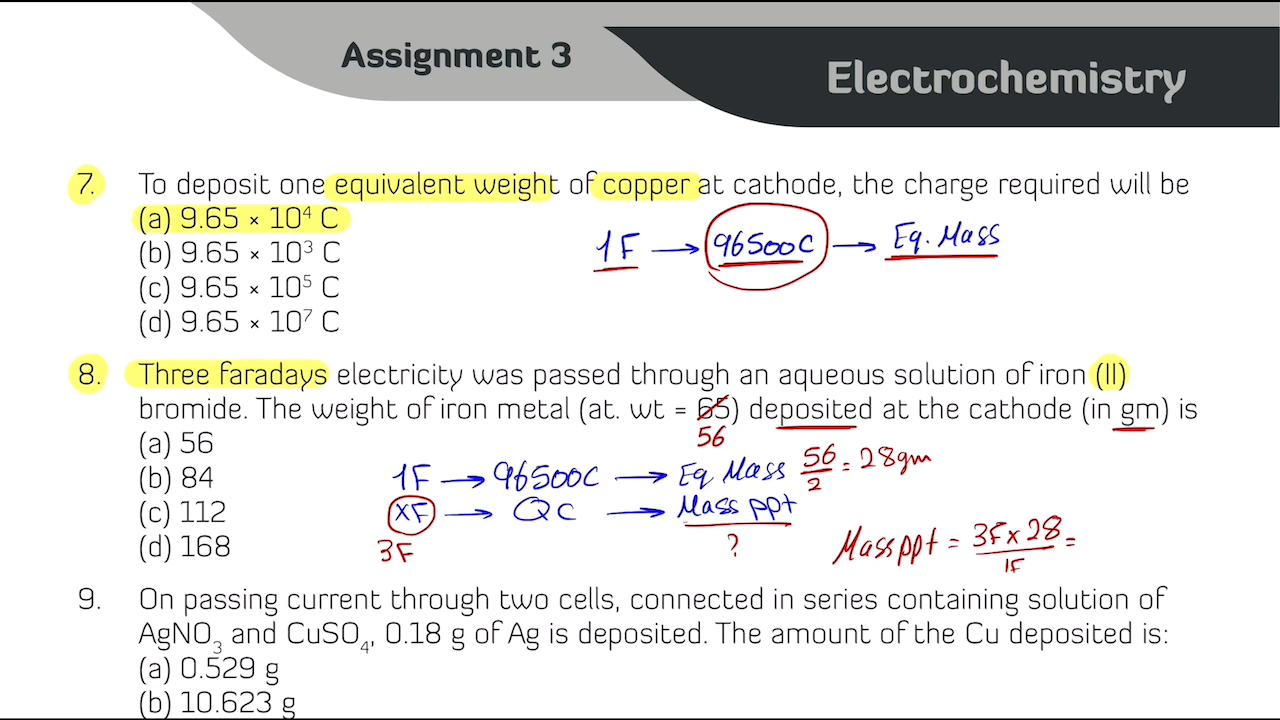 Assignment 3
Electrochemistry
7. To deposit one equivalent weight of copper at cathode, the charge required will be
(a) 9.65 × 10⁴ C
(b) 9.65 × 10³ C
(c) 9.65 × 10⁵ C
(d) 9.65 × 10⁷ C
1F → 96500C → Eq. Mass
8. Three faradays electricity was passed through an aqueous solution of iron (II)
bromide. The weight of iron metal (at. wt = 65) deposited at the cathode (in gm) is
56
(a) 56
(b) 84
(c) 112
(d) 168
1F → 96500C → Eq Mass 56/2 = 28gm
XF → QC → Mass ppt
3F
?
Mass ppt = 3F × 28 / 1F =
9. On passing current through two cells, connected in series containing solution of
AgNO₃ and CuSO₄, 0.18 g of Ag is deposited. The amount of the Cu deposited is:
(a) 0.529 g
(b) 10.623 g